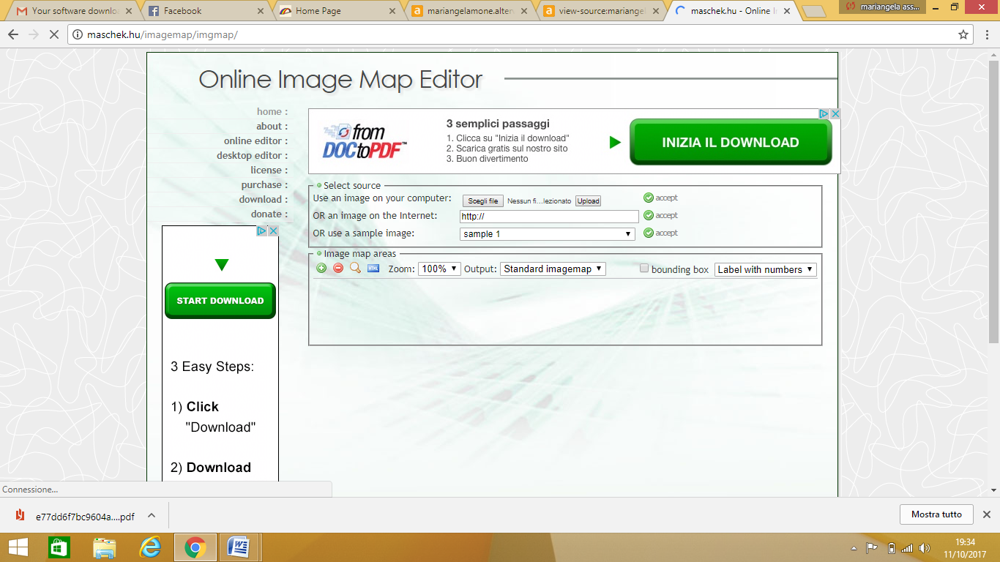 Your software downloa
Facebook
Home Page
mariangelamone.alterv
view-source:mariangel
maschek.hu - Online I
mariangela ass...
maschek.hu/imagemap/imgmap/
Online Image Map Editor
home :
about :
online editor :
desktop editor :
license :
purchase :
download :
donate :
from
DOCtoPDF™
3 semplici passaggi
1. Clicca su "Inizia il download"
2. Scarica gratis sul nostro sito
3. Buon divertimento
INIZIA IL DOWNLOAD
Select source
Use an image on your computer: Scegli file Nessun fi...lezionato Upload accept
OR an image on the Internet: http:// accept
OR use a sample image: sample 1 accept
Image map areas
HTML Zoom: 100% Output: Standard imagemap bounding box Label with numbers
START DOWNLOAD
3 Easy Steps:
1) Click
"Download"
2) Download
Connessione...
e77dd6f7bc9604a....pdf
Mostra tutto
19:34
11/10/2017